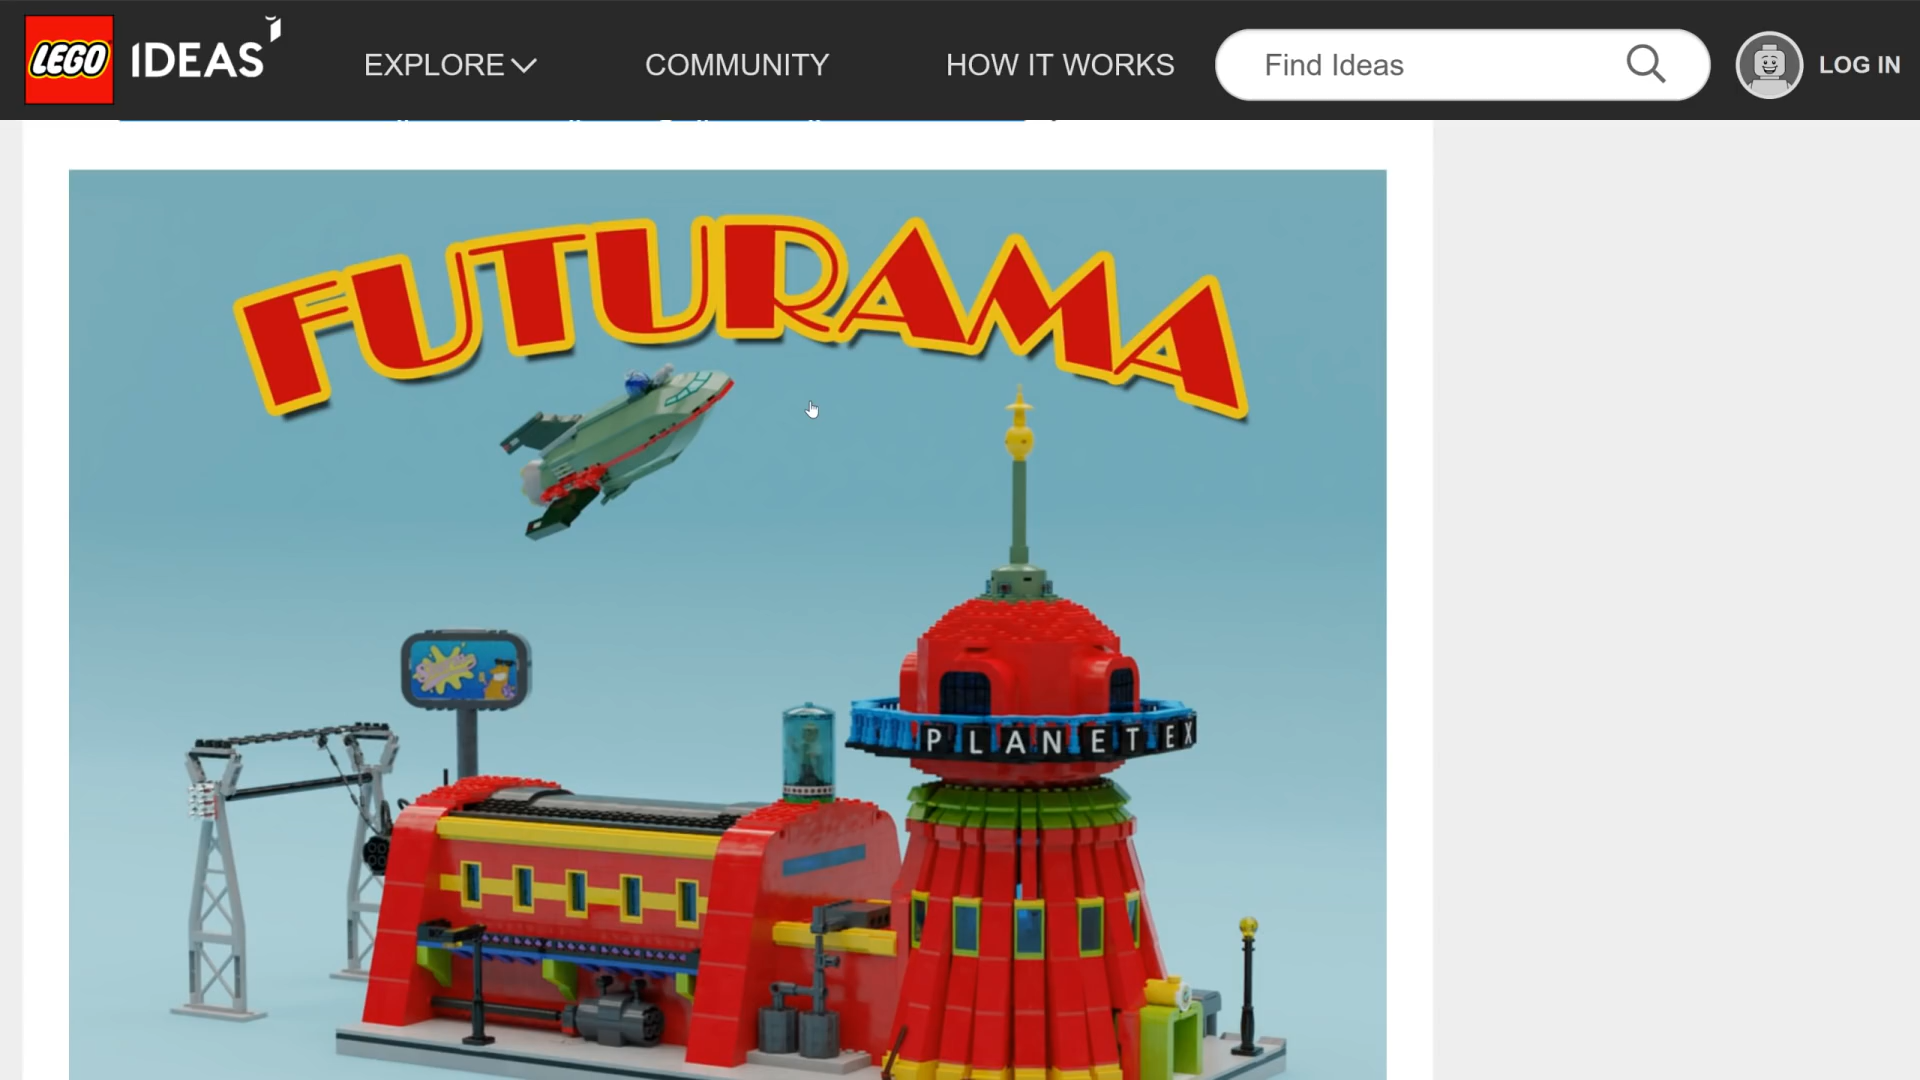 LEGO IDEAS EXPLORE COMMUNITY HOW IT WORKS Find Ideas LOG IN
FUTURAMA
PLANET EX